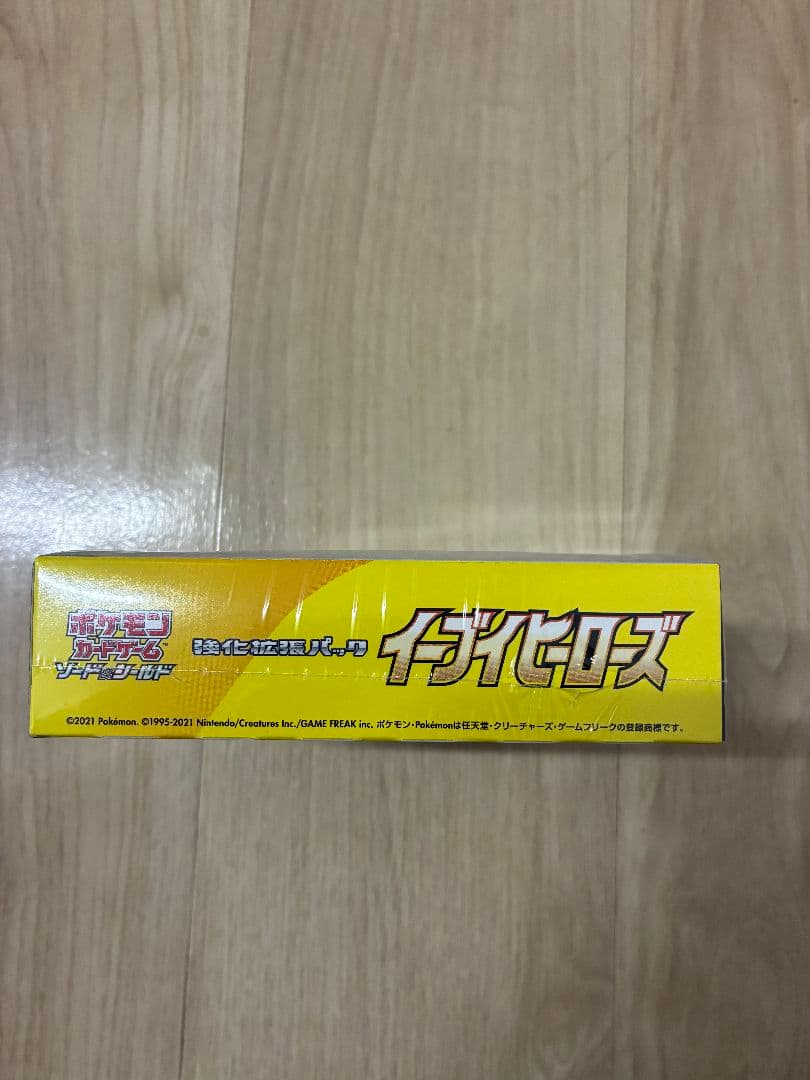 ポケモン
カードゲーム
ソード&シールド
強化拡張パック
イーブイヒーローズ
©2021 Pokémon. ©1995-2021 Nintendo/Creatures Inc./GAME FREAK inc. ポケモン・Pokémonは任天堂・クリーチャーズ・ゲームフリークの登録商標です。